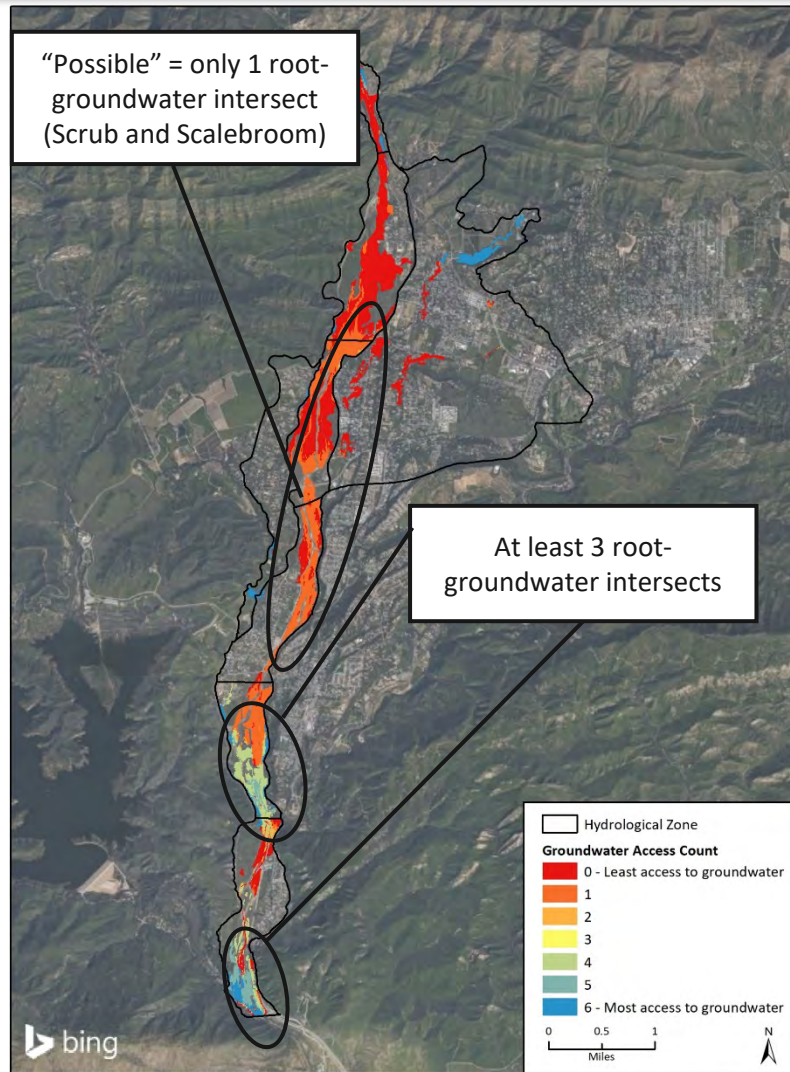 “Possible” = only 1 root-
groundwater intersect
(Scrub and Scalebroom)
At least 3 root-
groundwater intersects
Hydrological Zone
Groundwater Access Count
0 - Least access to groundwater
1
2
3
4
5
6 - Most access to groundwater
0 0.5 1
Miles
N
bing